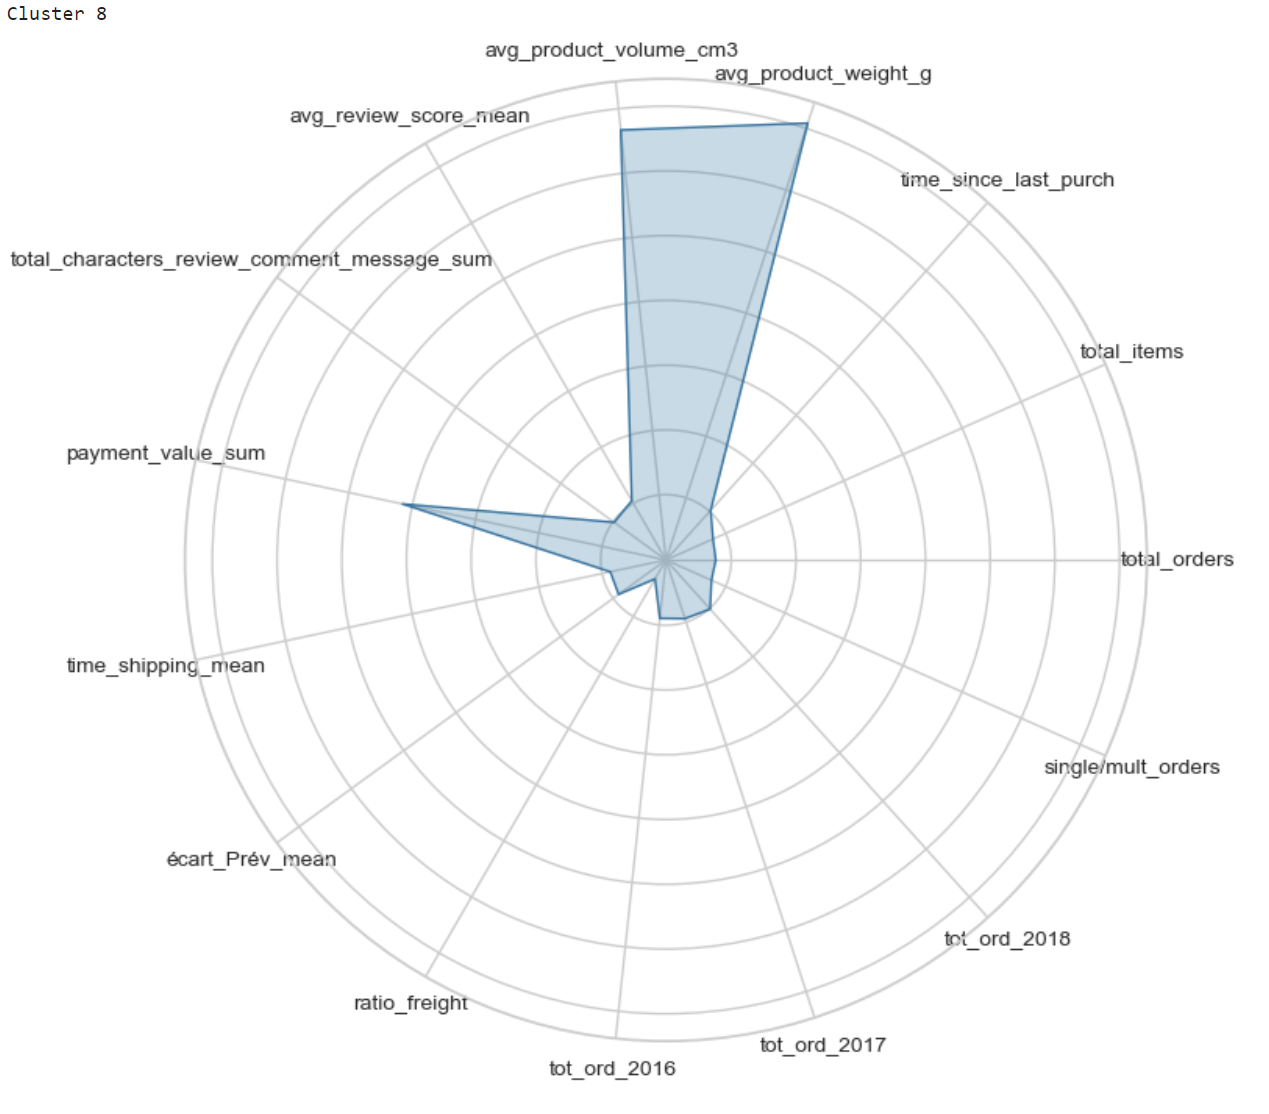 Cluster 8
avg_product_volume_cm3
avg_product_weight_g
avg_review_score_mean
time_since_last_purch
total_characters_review_comment_message_sum
total_items
payment_value_sum
total_orders
time_shipping_mean
single/mult_orders
écart_Prév_mean
tot_ord_2018
ratio_freight
tot_ord_2017
tot_ord_2016